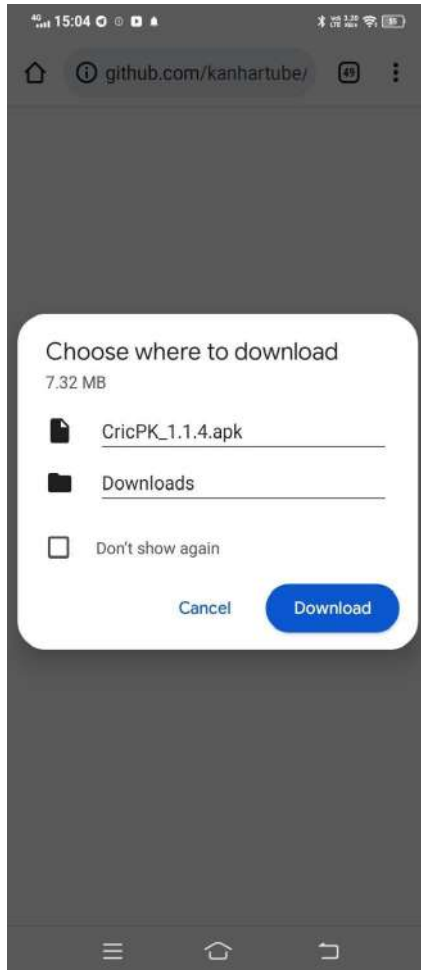 4G 15:04
github.com/kanhartube/
49
Choose where to download
7.32 MB
CricPK_1.1.4.apk
Downloads
Don't show again
Cancel
Download